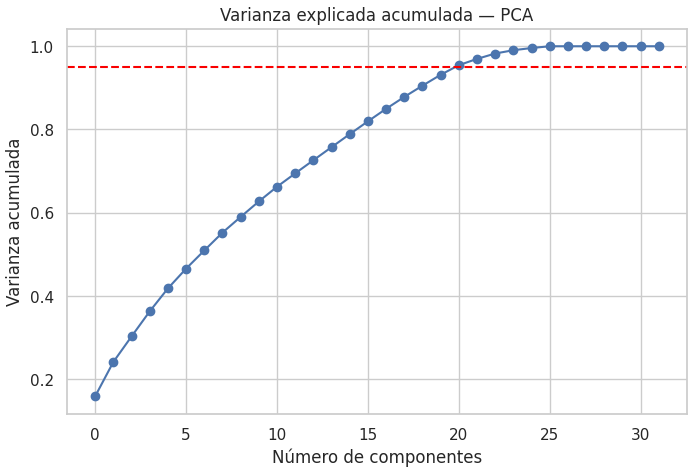 Varianza explicada acumulada — PCA
Varianza acumulada
1.0
0.8
0.6
0.4
0.2
0 5 10 15 20 25 30
Número de componentes